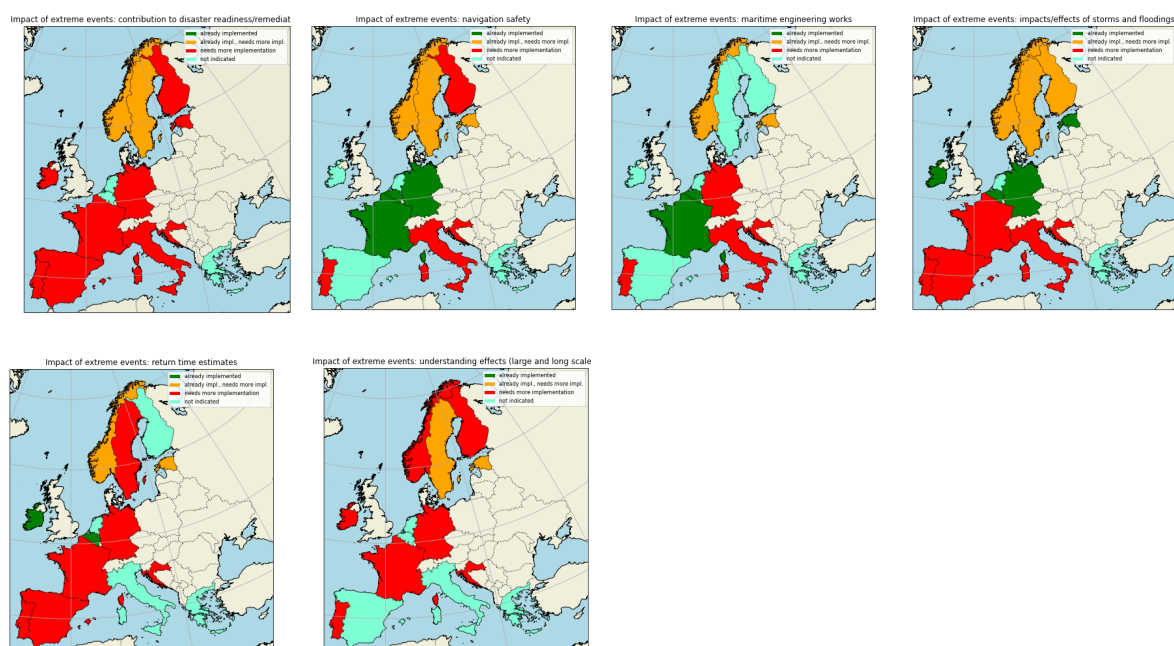 Impact of extreme events: contribution to disaster readiness/remediat
already implemented
already impl., needs more impl.
needs more implementation
not indicated
Impact of extreme events: navigation safety
already implemented
already impl., needs more impl.
needs more implementation
not indicated
Impact of extreme events: maritime engineering works
already implemented
already impl., needs more impl.
needs more implementation
not indicated
Impact of extreme events: impacts/effects of storms and floodings
already implemented
already impl., needs more impl.
needs more implementation
not indicated
Impact of extreme events: return time estimates
already implemented
already impl., needs more impl.
needs more implementation
not indicated
Impact of extreme events: understanding effects (large and long scale
already implemented
already impl., needs more impl.
needs more implementation
not indicated